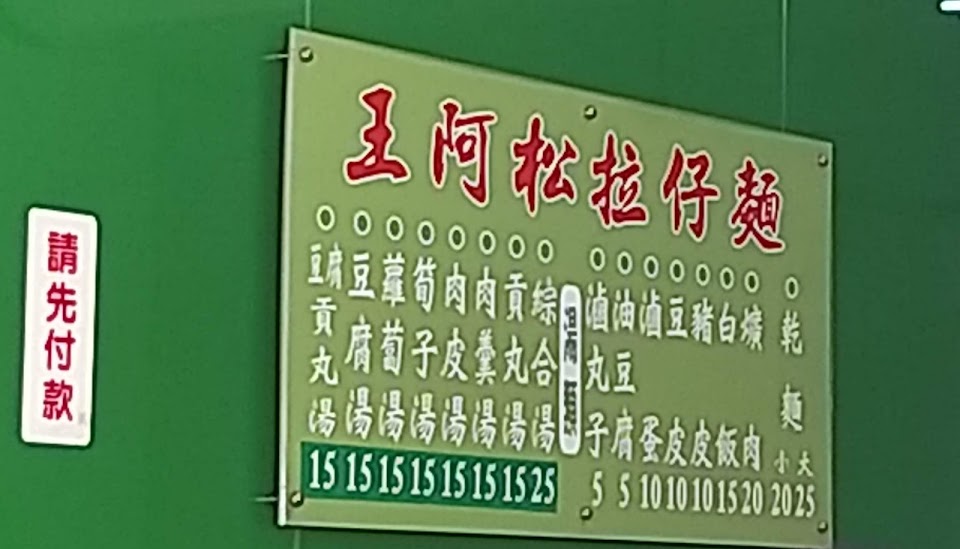 王阿松拉仔麵
乾麵 小 20 大 25
爌肉 20
白飯 15
豬皮 10
豆皮 10
滷蛋 10
油豆腐 5
滷丸子 5
綜合湯 25
貢丸湯 15
肉羹湯 15
肉皮湯 15
筍子湯 15
蘿蔔湯 15
豆腐湯 15
豆腐貢丸湯 15
請先付款